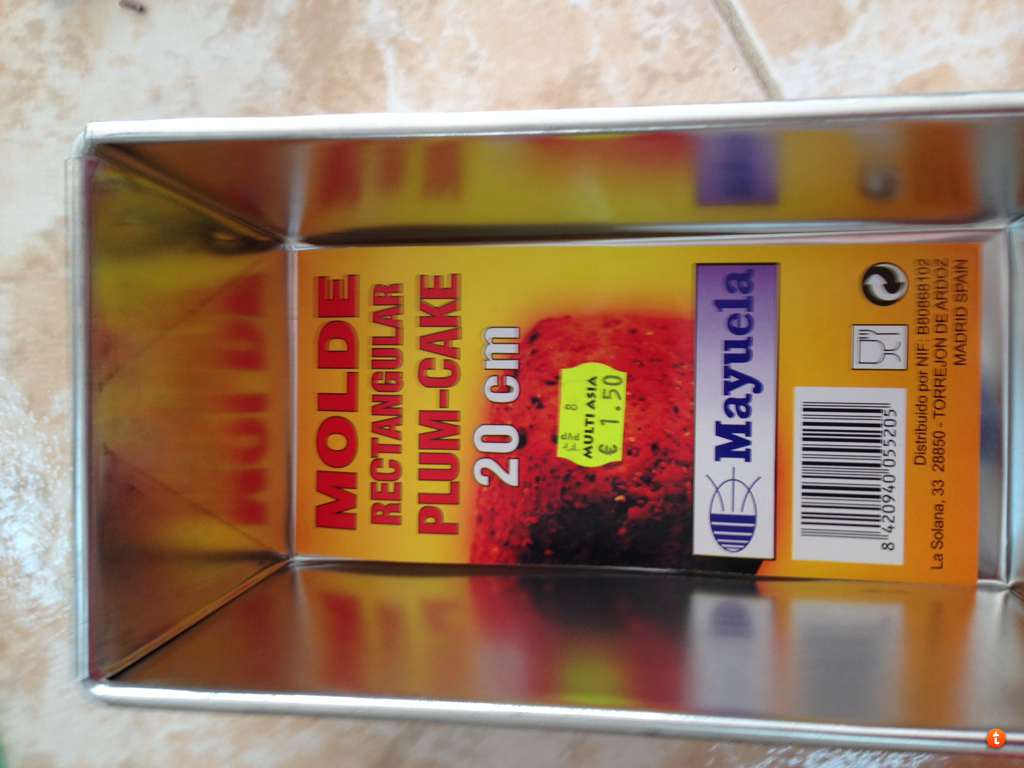 MOLDE
RECTANGULAR
PLUM-CAKE
20 cm
8
MULTI ASIA
€ 1.50
Mayuela
8 420940 055205
Distribuido por NIF: B80868102
La Solana, 33 28850 - TORREJON DE ARDOZ
MADRID SPAIN
t